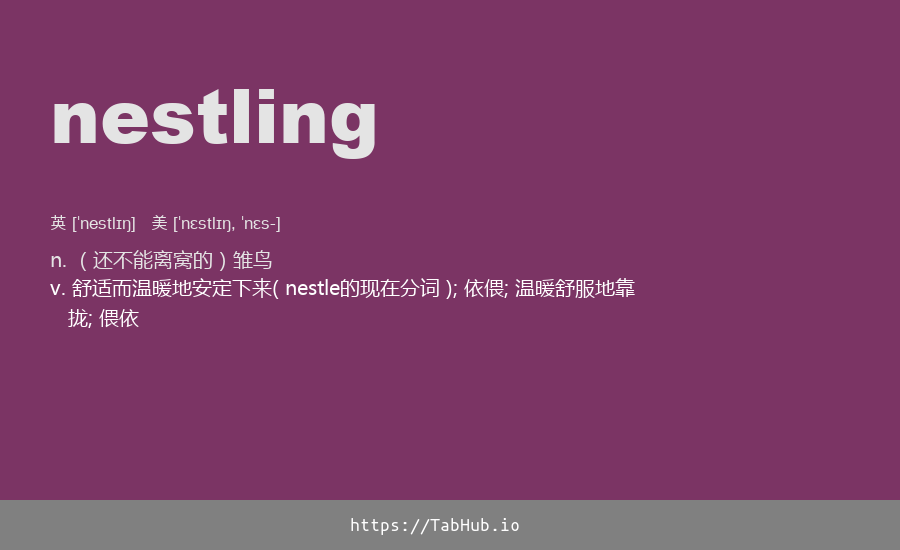 nestling
英 [ˈnestlɪŋ] 美 [ˈnɛstlɪŋ, ˈnɛs-]
n. ( 还不能离窝的 ) 雏鸟
v. 舒适而温暖地安定下来( nestle的现在分词 ); 依偎; 温暖舒服地靠
拢; 偎依
https://TabHub.io